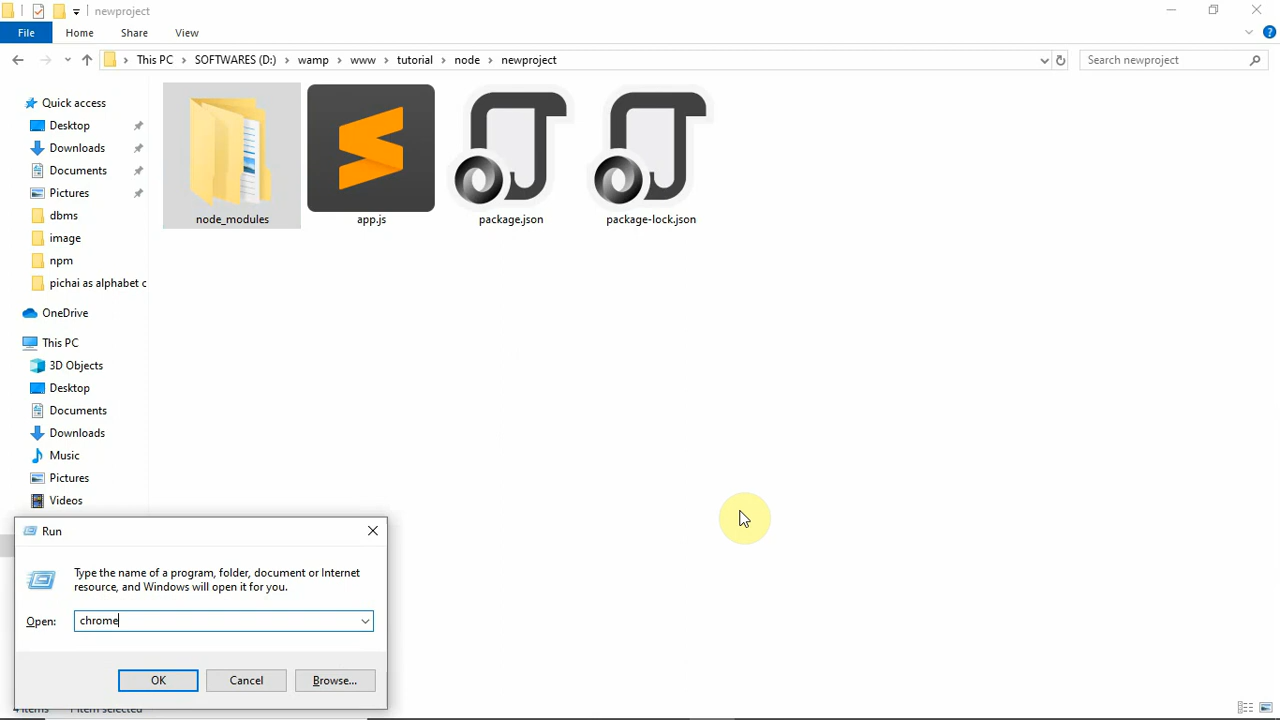 newproject
File Home Share View
This PC SOFTWARES (D:) wamp www tutorial node newproject
Search newproject
Quick access
Desktop
Downloads
Documents
Pictures
dbms
image
npm
pichai as alphabet c
OneDrive
This PC
3D Objects
Desktop
Documents
Downloads
Music
Pictures
Videos
node_modules
app.js
package.json
package-lock.json
Run
Type the name of a program, folder, document or Internet
resource, and Windows will open it for you.
Open: chrome
OK Cancel Browse...
4 items 1 item selected